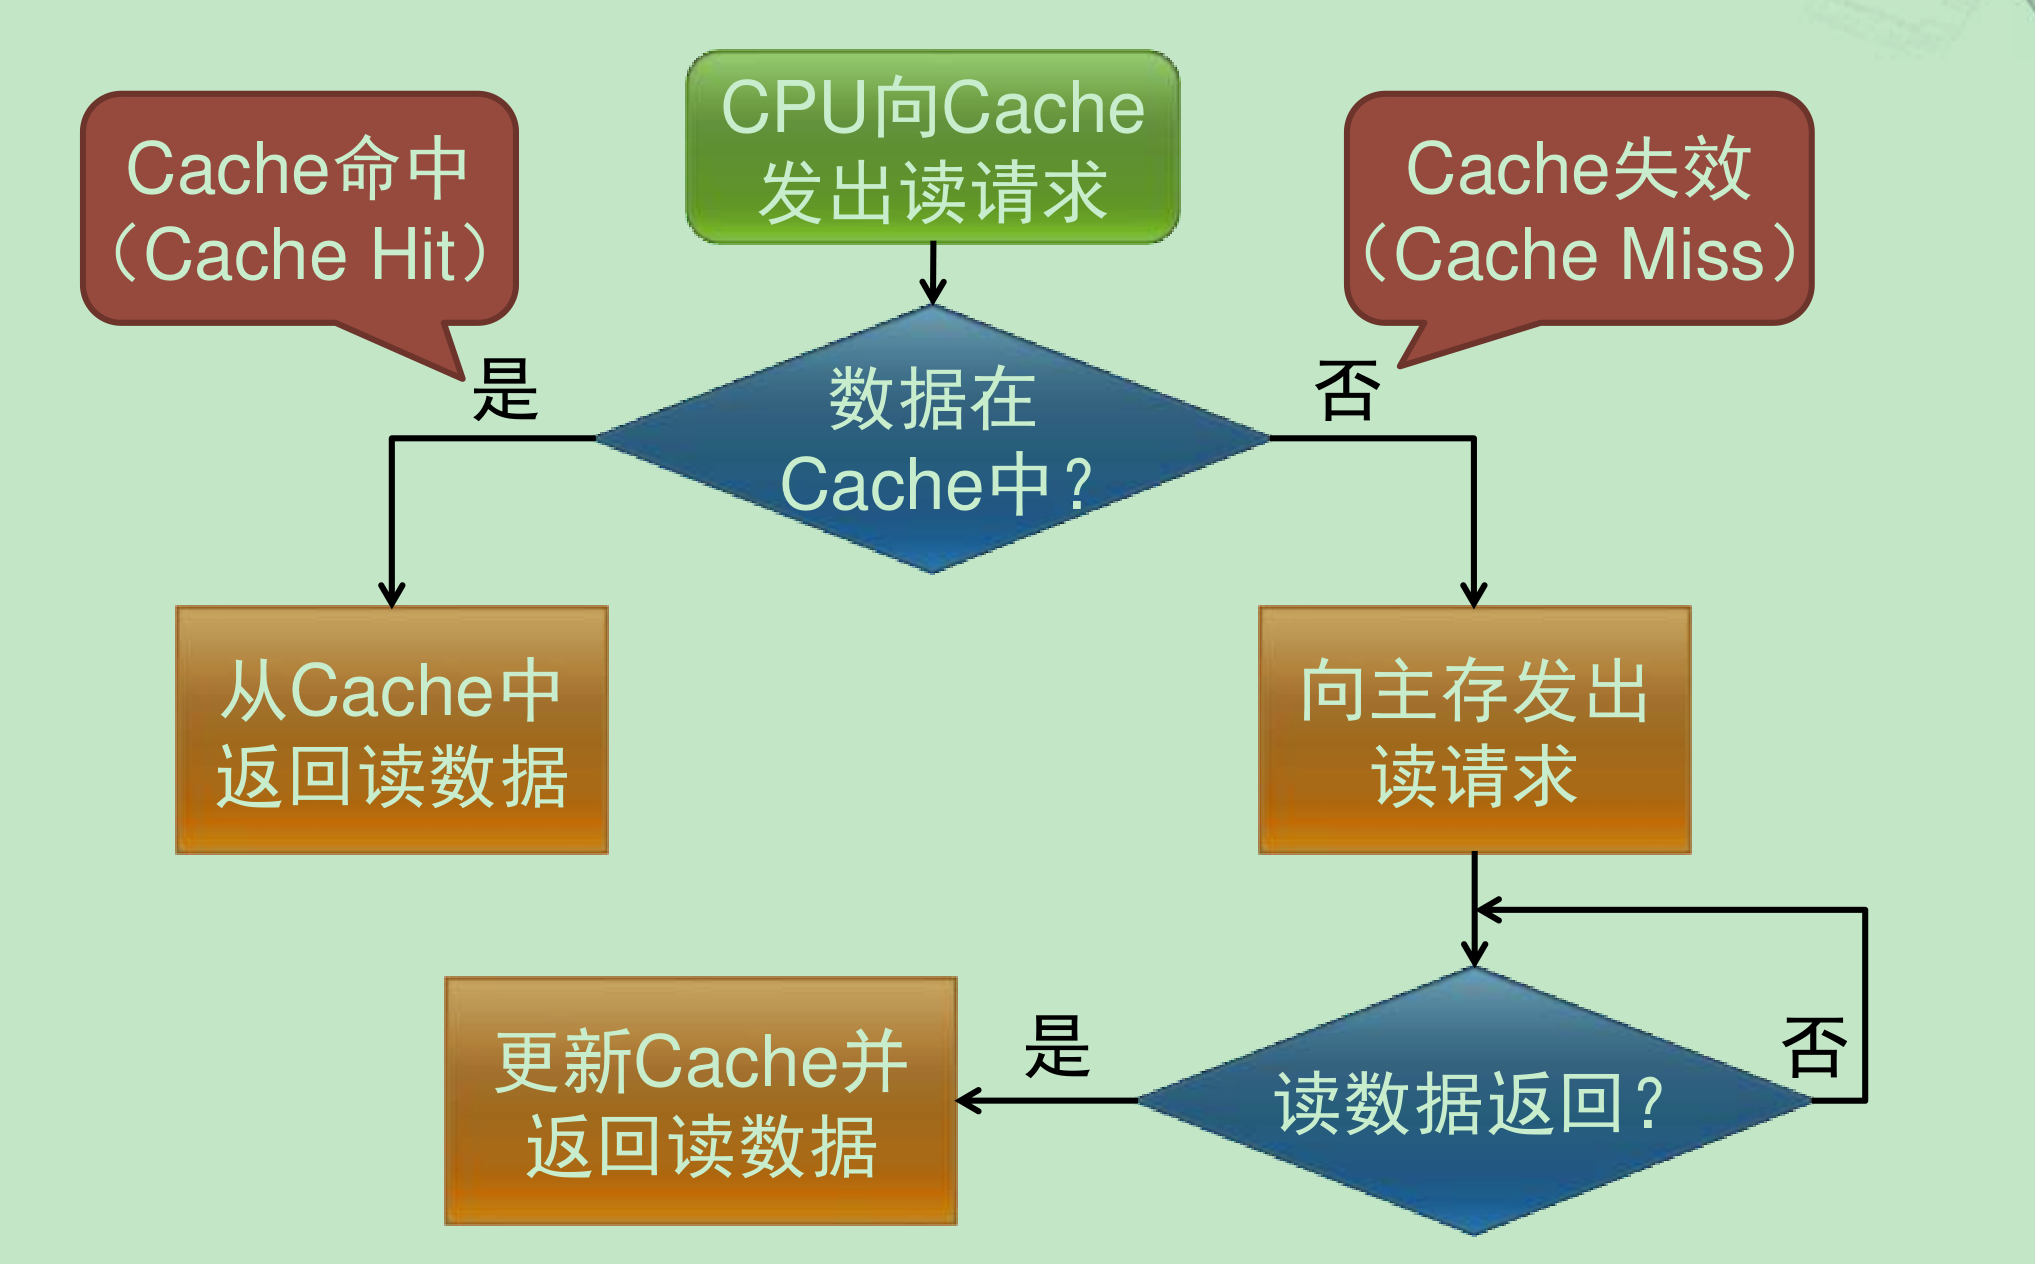 CPU向Cache
发出读请求
Cache命中
（Cache Hit）
Cache失效
（Cache Miss）
是
数据在
Cache中？
否
从Cache中
返回读数据
向主存发出
读请求
更新Cache并
返回读数据
是
读数据返回？
否